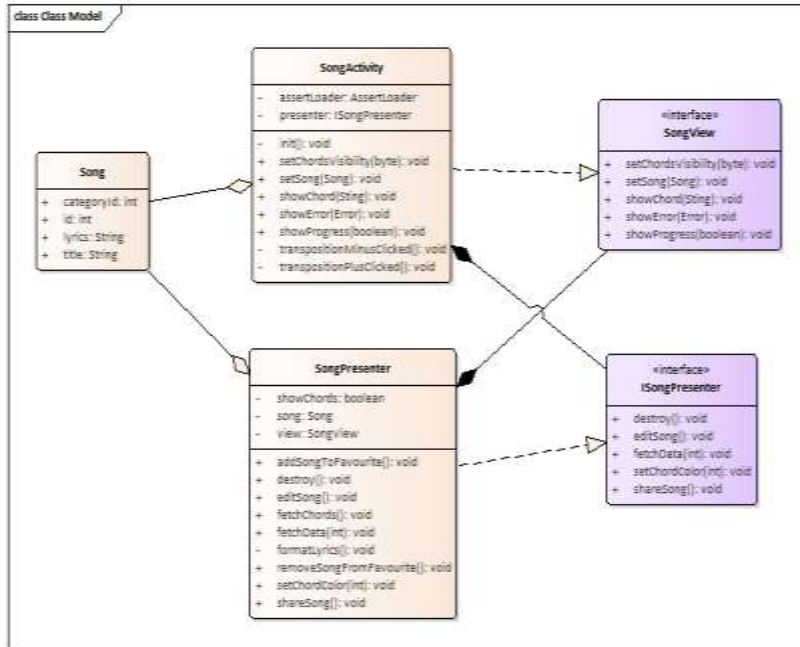 class Class Model
SongActivity
- assertLoader: AssertLoader
- presenter: ISongPresenter
- init(): void
+ setChordsVisibility(byte): void
+ setSong(Song): void
+ showChord(Sting): void
+ showError(Error): void
+ showProgress(boolean): void
- transpositionMinusClicked(): void
- transpositionPlusClicked(): void
«interface»
SongView
+ setChordsVisibility(byte): void
+ setSong(Song): void
+ showChord(Sting): void
+ showError(Error): void
+ showProgress(boolean): void
Song
+ categoryId: int
+ id: int
+ lyrics: String
+ title: String
SongPresenter
- showChords: boolean
- song: Song
- view: SongView
+ addSongToFavourite(): void
+ destroy(): void
+ editSong(): void
+ fetchChords(): void
+ fetchData(int): void
- formatLyrics(): void
+ removeSongFromFavourite(): void
+ setChordColor(int): void
+ shareSong(): void
«interface»
ISongPresenter
+ destroy(): void
+ editSong(): void
+ fetchData(int): void
+ setChordColor(int): void
+ shareSong(): void